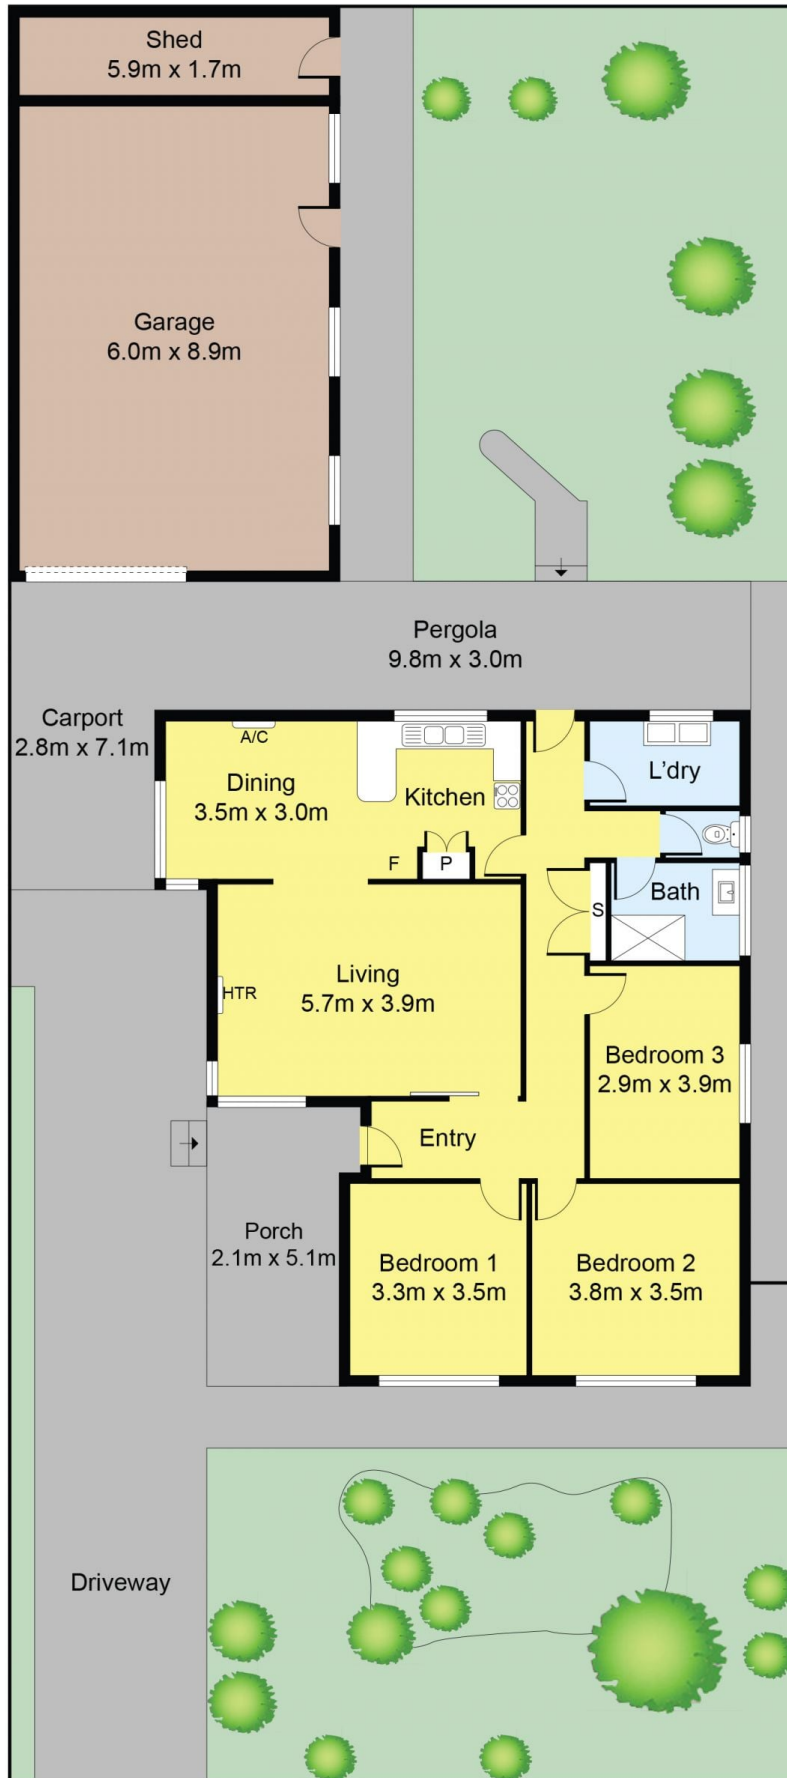 Shed
5.9m x 1.7m
Garage
6.0m x 8.9m
Pergola
9.8m x 3.0m
Carport
2.8m x 7.1m
A/C
Dining
3.5m x 3.0m
Kitchen
F
P
L'dry
Bath
S
Living
5.7m x 3.9m
HTR
Bedroom 3
2.9m x 3.9m
Entry
Porch
2.1m x 5.1m
Bedroom 1
3.3m x 3.5m
Bedroom 2
3.8m x 3.5m
Driveway